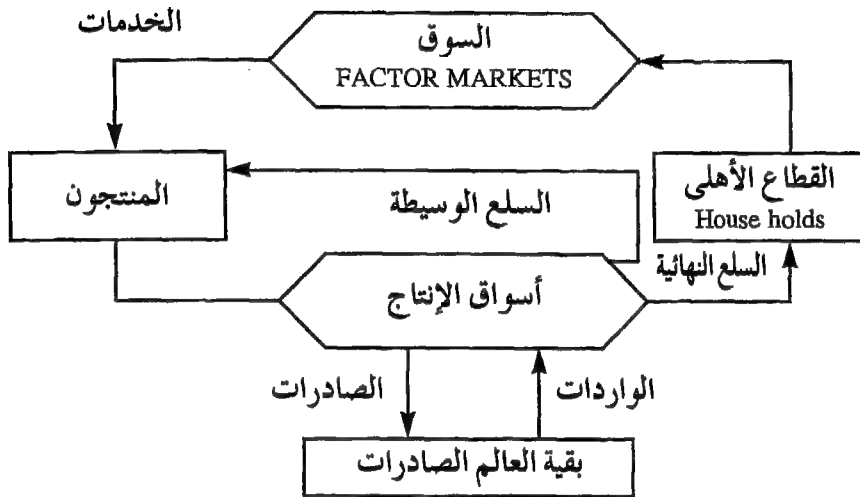 الخدمات
السوق
FACTOR MARKETS
المنتجون
القطاع الأهلى
House holds
السلع الوسيطة
السلع النهائية
أسواق الإنتاج
الصادرات
الواردات
بقية العالم الصادرات